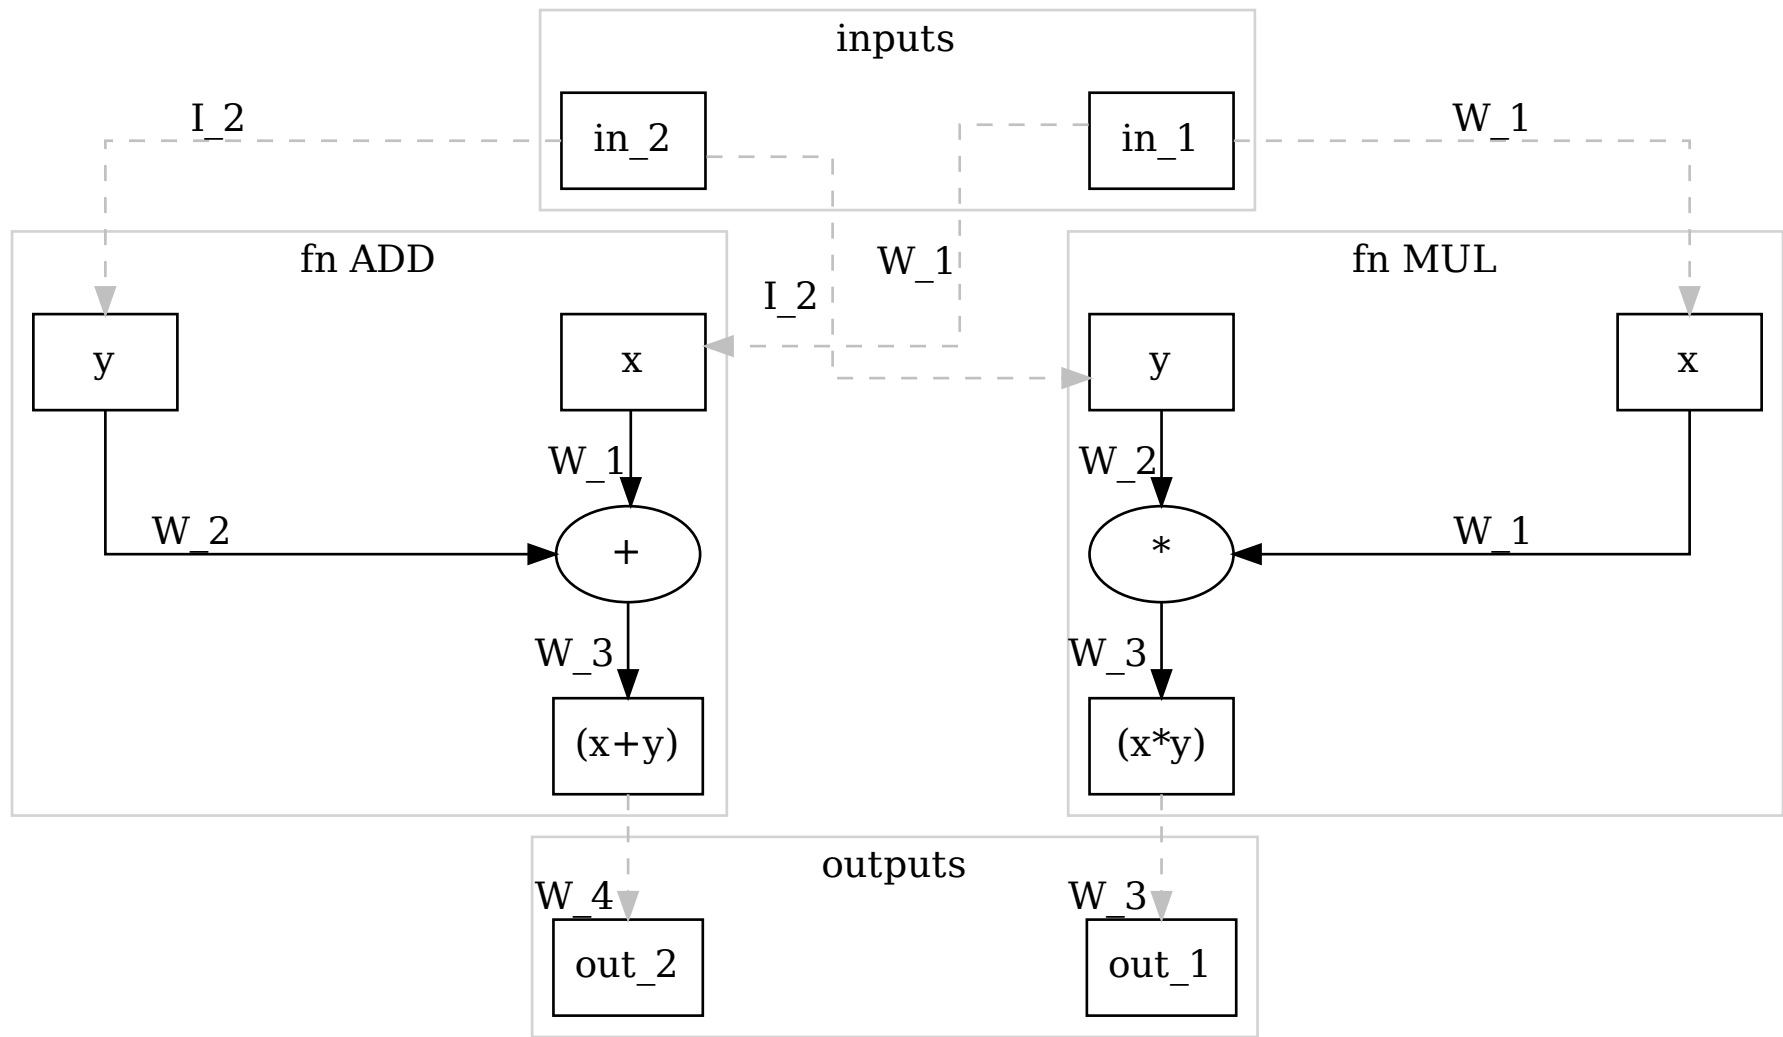 inputs
I_2
in_2
in_1
W_1
fn ADD
W_1
fn MUL
I_2
y
x
y
x
W_1
W_2
W_2
+
*
W_1
W_3
W_3
(x+y)
(x*y)
outputs
W_4
W_3
out_2
out_1